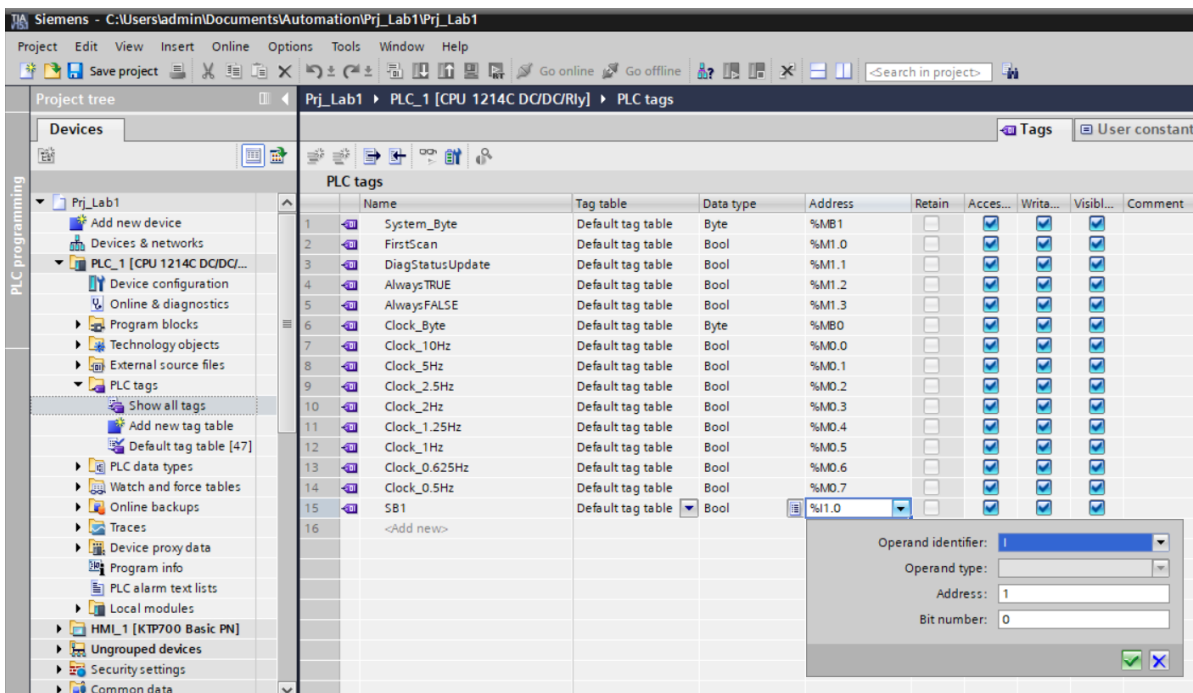 Siemens - C:\Users\admin\Documents\Automation\Prj_Lab1\Prj_Lab1
Project Edit View Insert Online Options Tools Window Help
Save project Go online Go offline <Search in project>
Project tree
Prj_Lab1 PLC_1 [CPU 1214C DC/DC/Rly] PLC tags
Devices
Tags User constant
PLC programming
PLC tags
Name Tag table Data type Address Retain Acces... Writa... Visibl... Comment
1 System_Byte Default tag table Byte %MB1
2 FirstScan Default tag table Bool %M1.0
3 DiagStatusUpdate Default tag table Bool %M1.1
4 AlwaysTRUE Default tag table Bool %M1.2
5 AlwaysFALSE Default tag table Bool %M1.3
6 Clock_Byte Default tag table Byte %MB0
7 Clock_10Hz Default tag table Bool %M0.0
8 Clock_5Hz Default tag table Bool %M0.1
9 Clock_2.5Hz Default tag table Bool %M0.2
10 Clock_2Hz Default tag table Bool %M0.3
11 Clock_1.25Hz Default tag table Bool %M0.4
12 Clock_1Hz Default tag table Bool %M0.5
13 Clock_0.625Hz Default tag table Bool %M0.6
14 Clock_0.5Hz Default tag table Bool %M0.7
15 SB1 Default tag table Bool %I1.0
16 <Add new>
Prj_Lab1
Add new device
Devices & networks
PLC_1 [CPU 1214C DC/DC/...
Device configuration
Online & diagnostics
Program blocks
Technology objects
External source files
PLC tags
Show all tags
Add new tag table
Default tag table [47]
PLC data types
Watch and force tables
Online backups
Traces
Device proxy data
Program info
PLC alarm text lists
Local modules
HMI_1 [KTP700 Basic PN]
Ungrouped devices
Security settings
Common data
Operand identifier: I
Operand type:
Address: 1
Bit number: 0